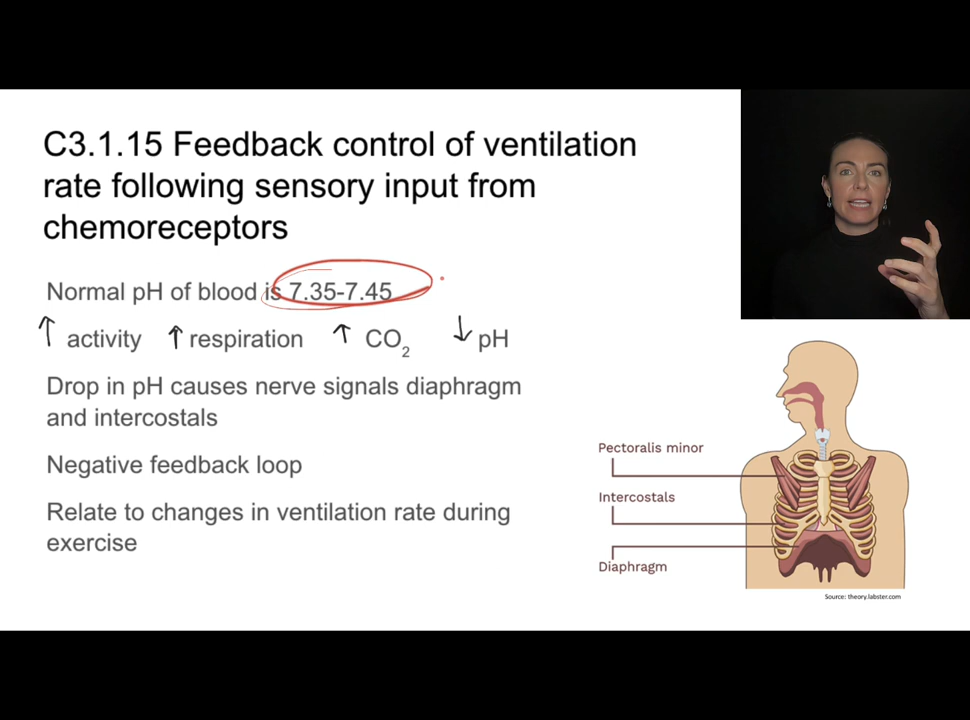 C3.1.15 Feedback control of ventilation
rate following sensory input from
chemoreceptors
Normal pH of blood is 7.35-7.45
↑ activity ↑ respiration ↑ CO₂ ↓ pH
Drop in pH causes nerve signals diaphragm
and intercostals
Negative feedback loop
Relate to changes in ventilation rate during
exercise
Pectoralis minor
Intercostals
Diaphragm
Source: theory.labster.com